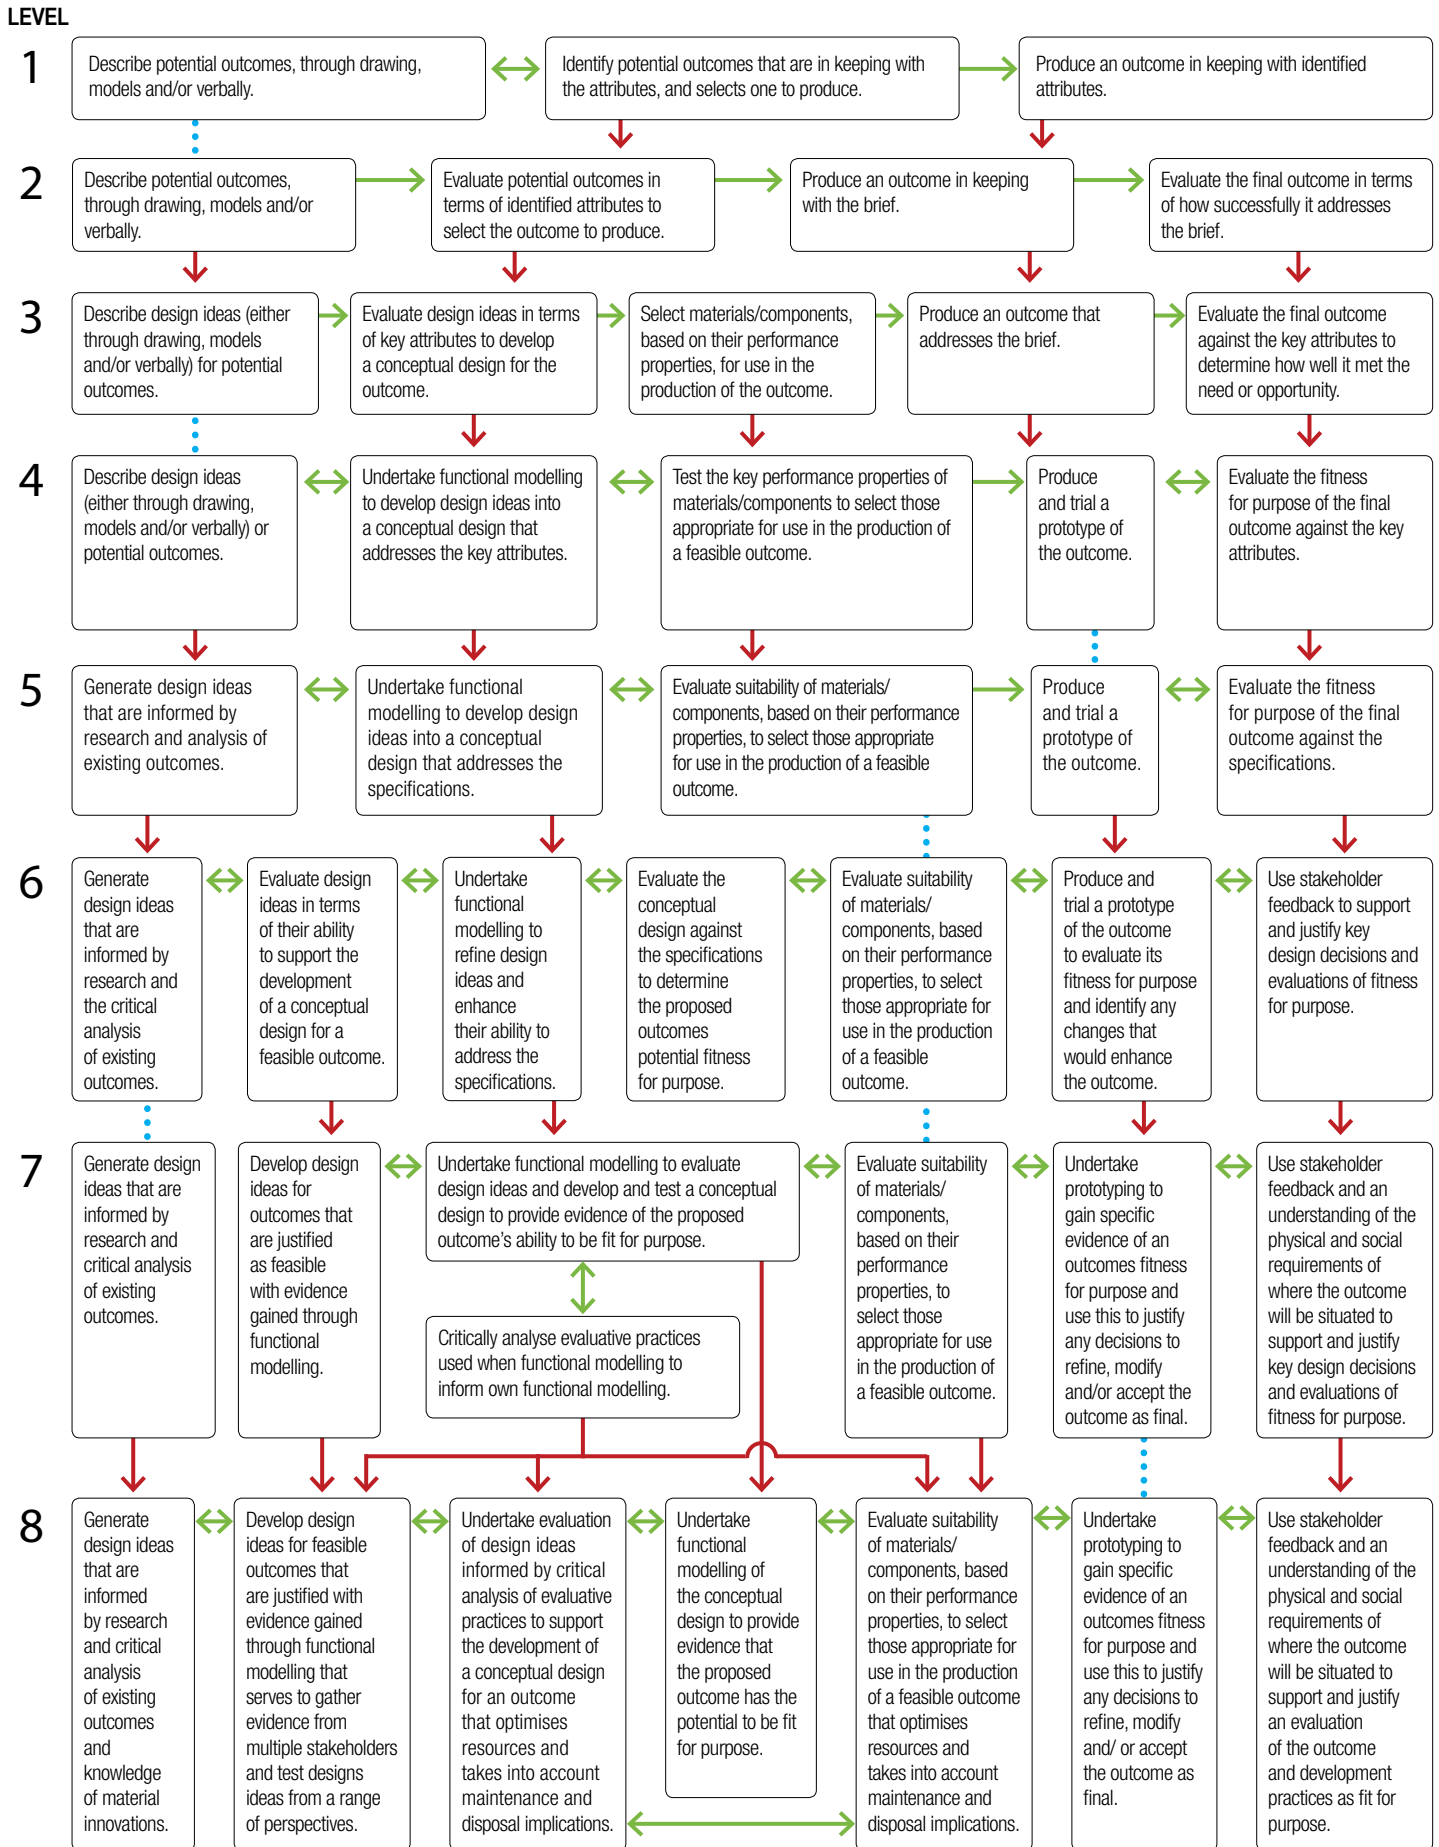 LEVEL
1
Describe potential outcomes, through drawing,
models and/or verbally.
Identify potential outcomes that are in keeping with
the attributes, and selects one to produce.
Produce an outcome in keeping with identified
attributes.
2
Describe potential outcomes,
through drawing, models and/or
verbally.
Evaluate potential outcomes in
terms of identified attributes to
select the outcome to produce.
Produce an outcome in keeping
with the brief.
Evaluate the final outcome in terms
of how successfully it addresses
the brief.
3
Describe design ideas (either
through drawing, models
and/or verbally) for potential
outcomes.
Evaluate design ideas in terms
of key attributes to develop
a conceptual design for the
outcome.
Select materials/components,
based on their performance
properties, for use in the
production of the outcome.
Produce an outcome that
addresses the brief.
Evaluate the final outcome
against the key attributes to
determine how well it met the
need or opportunity.
4
Describe design ideas
(either through drawing,
models and/or verbally) or
potential outcomes.
Undertake functional modelling
to develop design ideas into
a conceptual design that
addresses the key attributes.
Test the key performance properties of
materials/components to select those
appropriate for use in the production of
a feasible outcome.
Produce
and trial a
prototype of
the outcome.
Evaluate the fitness
for purpose of the final
outcome against the key
attributes.
5
Generate design ideas
that are informed by
research and analysis of
existing outcomes.
Undertake functional
modelling to develop design
ideas into a conceptual
design that addresses the
specifications.
Evaluate suitability of materials/
components, based on their performance
properties, to select those appropriate
for use in the production of a feasible
outcome.
Produce
and trial a
prototype of
the outcome.
Evaluate the fitness
for purpose of the final
outcome against the
specifications.
6
Generate
design ideas
that are
informed by
research and
the critical
analysis
of existing
outcomes.
Evaluate design
ideas in terms
of their ability
to support the
development
of a conceptual
design for a
feasible outcome.
Undertake
functional
modelling to
refine design
ideas and
enhance
their ability to
address the
specifications.
Evaluate the
conceptual
design against
the specifications
to determine
the proposed
outcomes
potential fitness
for purpose.
Evaluate suitability
of materials/
components, based
on their performance
properties, to select
those appropriate for
use in the production
of a feasible
outcome.
Produce and
trial a prototype
of the outcome
to evaluate its
fitness for purpose
and identify any
changes that
would enhance
the outcome.
Use stakeholder
feedback to support
and justify key
design decisions and
evaluations of fitness
for purpose.
7
Generate design
ideas that are
informed by
research and
critical analysis
of existing
outcomes.
Develop design
ideas for
outcomes that
are justified
as feasible
with evidence
gained through
functional
modelling.
Undertake functional modelling to evaluate
design ideas and develop and test a conceptual
design to provide evidence of the proposed
outcome's ability to be fit for purpose.
Critically analyse evaluative practices
used when functional modelling to
inform own functional modelling.
Evaluate suitability
of materials/
components,
based on their
performance
properties, to
select those
appropriate for use
in the production of
a feasible outcome.
Undertake
prototyping to
gain specific
evidence of an
outcomes fitness
for purpose and
use this to justify
any decisions to
refine, modify
and/or accept the
outcome as final.
Use stakeholder
feedback and an
understanding of the
physical and social
requirements of
where the outcome
will be situated to
support and justify
key design decisions
and evaluations of
fitness for purpose.
8
Generate
design ideas
that are
informed
by research
and critical
analysis
of existing
outcomes
and
knowledge
of material
innovations.
Develop design
ideas for feasible
outcomes that
are justified with
evidence gained
through functional
modelling that
serves to gather
evidence from
multiple stakeholders
and test designs
ideas from a range
of perspectives.
Undertake evaluation
of design ideas
informed by critical
analysis of evaluative
practices to support
the development of
a conceptual design
for an outcome
that optimises
resources and
takes into account
maintenance and
disposal implications.
Undertake
functional
modelling of
the conceptual
design to provide
evidence that
the proposed
outcome has the
potential to be fit
for purpose.
Evaluate suitability
of materials/
components, based
on their performance
properties, to select
those appropriate for
use in the production
of a feasible outcome
that optimises
resources and
takes into account
maintenance and
disposal implications.
Undertake
prototyping to
gain specific
evidence of an
outcomes fitness
for purpose and
use this to justify
any decisions to
refine, modify
and/ or accept
the outcome as
final.
Use stakeholder
feedback and an
understanding of the
physical and social
requirements of
where the outcome
will be situated to
support and justify
an evaluation
of the outcome
and development
practices as fit for
purpose.